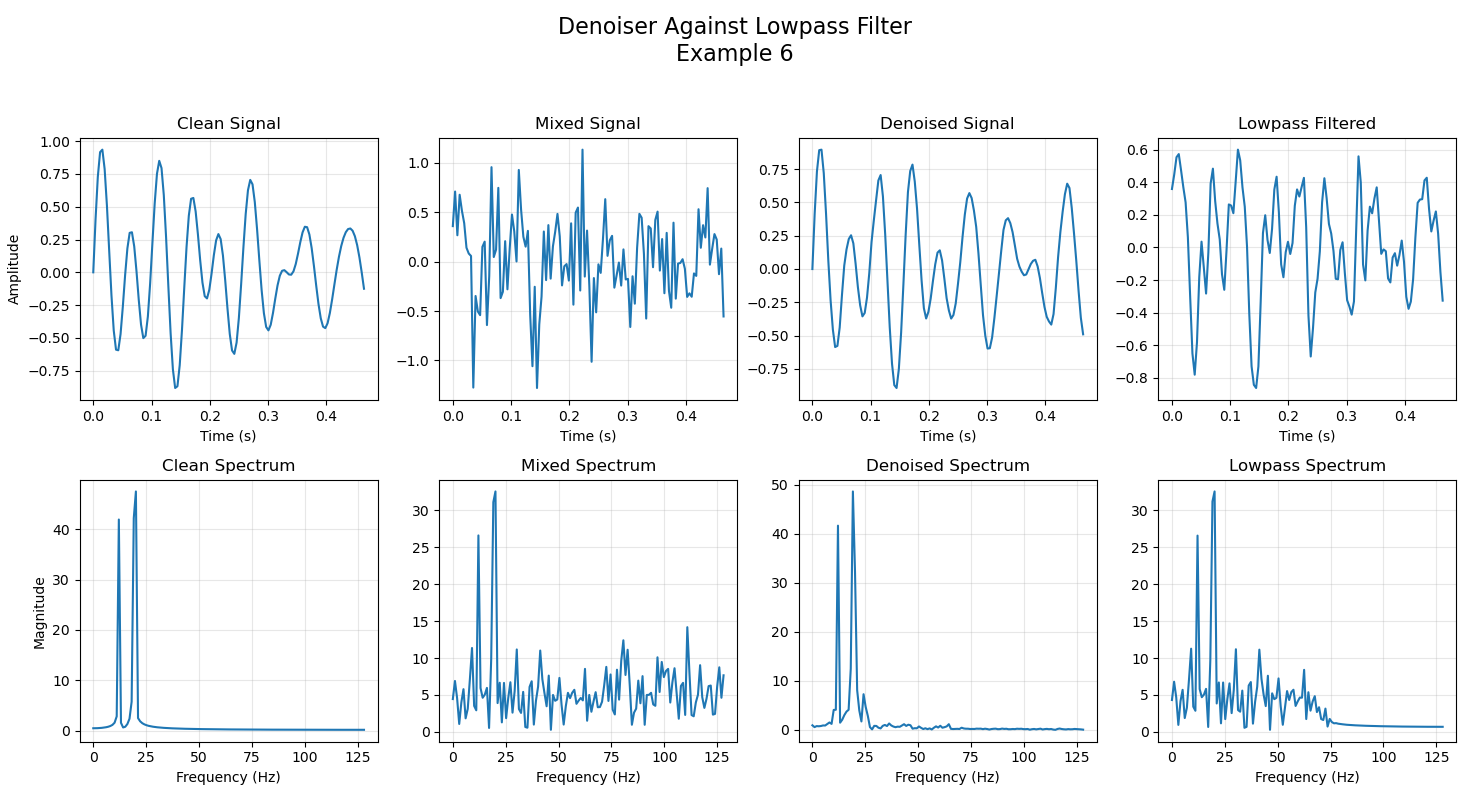 Denoiser Against Lowpass Filter
Example 6
Clean Signal
Amplitude
1.00
0.75
0.50
0.25
0.00
−0.25
−0.50
−0.75
0.0 0.1 0.2 0.3 0.4
Time (s)
Mixed Signal
1.0
0.5
0.0
−0.5
−1.0
0.0 0.1 0.2 0.3 0.4
Time (s)
Denoised Signal
0.75
0.50
0.25
0.00
−0.25
−0.50
−0.75
0.0 0.1 0.2 0.3 0.4
Time (s)
Lowpass Filtered
0.6
0.4
0.2
0.0
−0.2
−0.4
−0.6
−0.8
0.0 0.1 0.2 0.3 0.4
Time (s)
Clean Spectrum
Magnitude
40
30
20
10
0
0 25 50 75 100 125
Frequency (Hz)
Mixed Spectrum
30
25
20
15
10
5
0
0 25 50 75 100 125
Frequency (Hz)
Denoised Spectrum
50
40
30
20
10
0
0 25 50 75 100 125
Frequency (Hz)
Lowpass Spectrum
30
25
20
15
10
5
0
0 25 50 75 100 125
Frequency (Hz)